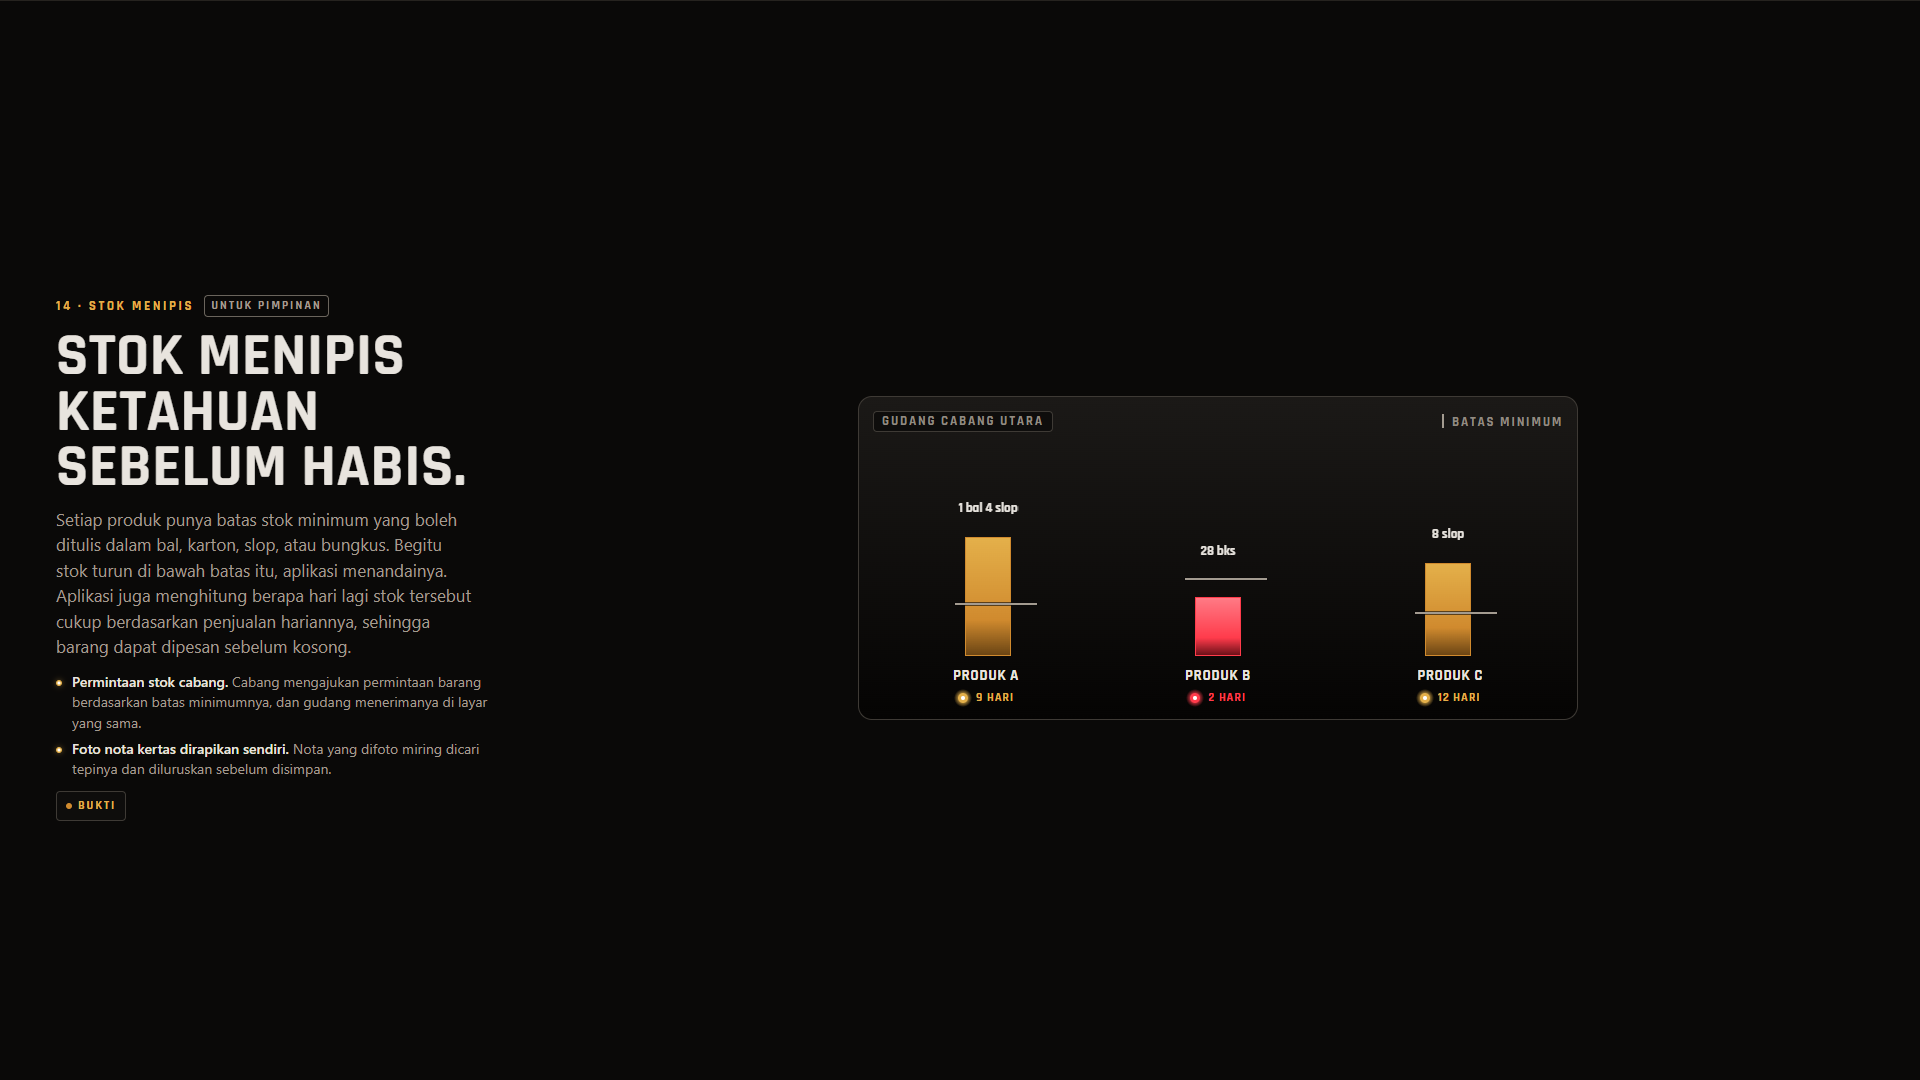 14 · STOK MENIPIS UNTUK PIMPINAN
STOK MENIPIS
KETAHUAN
SEBELUM HABIS.
Setiap produk punya batas stok minimum yang boleh
ditulis dalam bal, karton, slop, atau bungkus. Begitu
stok turun di bawah batas itu, aplikasi menandainya.
Aplikasi juga menghitung berapa hari lagi stok tersebut
cukup berdasarkan penjualan hariannya, sehingga
barang dapat dipesan sebelum kosong.
Permintaan stok cabang. Cabang mengajukan permintaan barang
berdasarkan batas minimumnya, dan gudang menerimanya di layar
yang sama.
Foto nota kertas dirapikan sendiri. Nota yang difoto miring dicari
tepinya dan diluruskan sebelum disimpan.
BUKTI
GUDANG CABANG UTARA
BATAS MINIMUM
1 bal 4 slop
28 bks
8 slop
PRODUK A
PRODUK B
PRODUK C
9 HARI
2 HARI
12 HARI